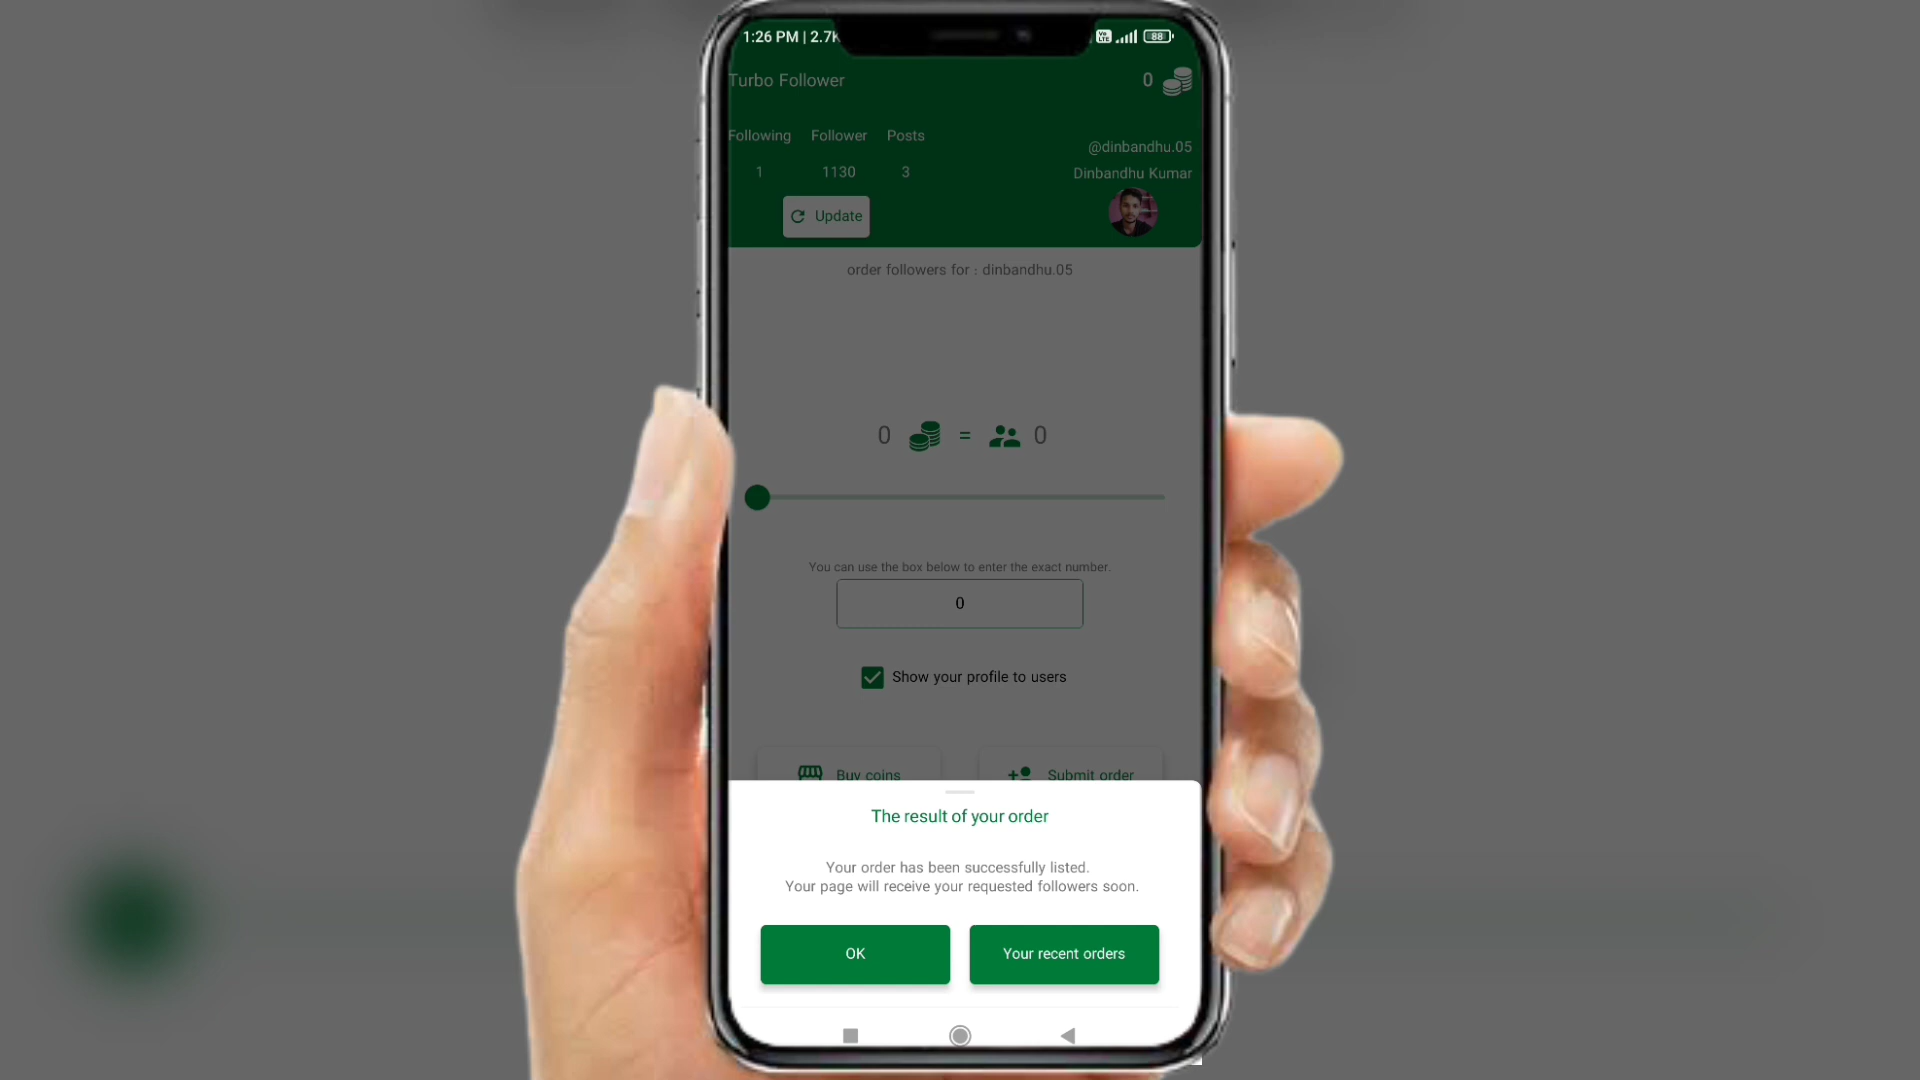 1:26 PM | 2.7K
88
Turbo Follower
0
Following Follower Posts
@dinbandhu.05
1 1130 3
Dinbandhu Kumar
Update
order followers for : dinbandhu.05
0 = 0
You can use the box below to enter the exact number.
0
Show your profile to users
Buy coins Submit order
The result of your order
Your order has been successfully listed.
Your page will receive your requested followers soon.
OK Your recent orders